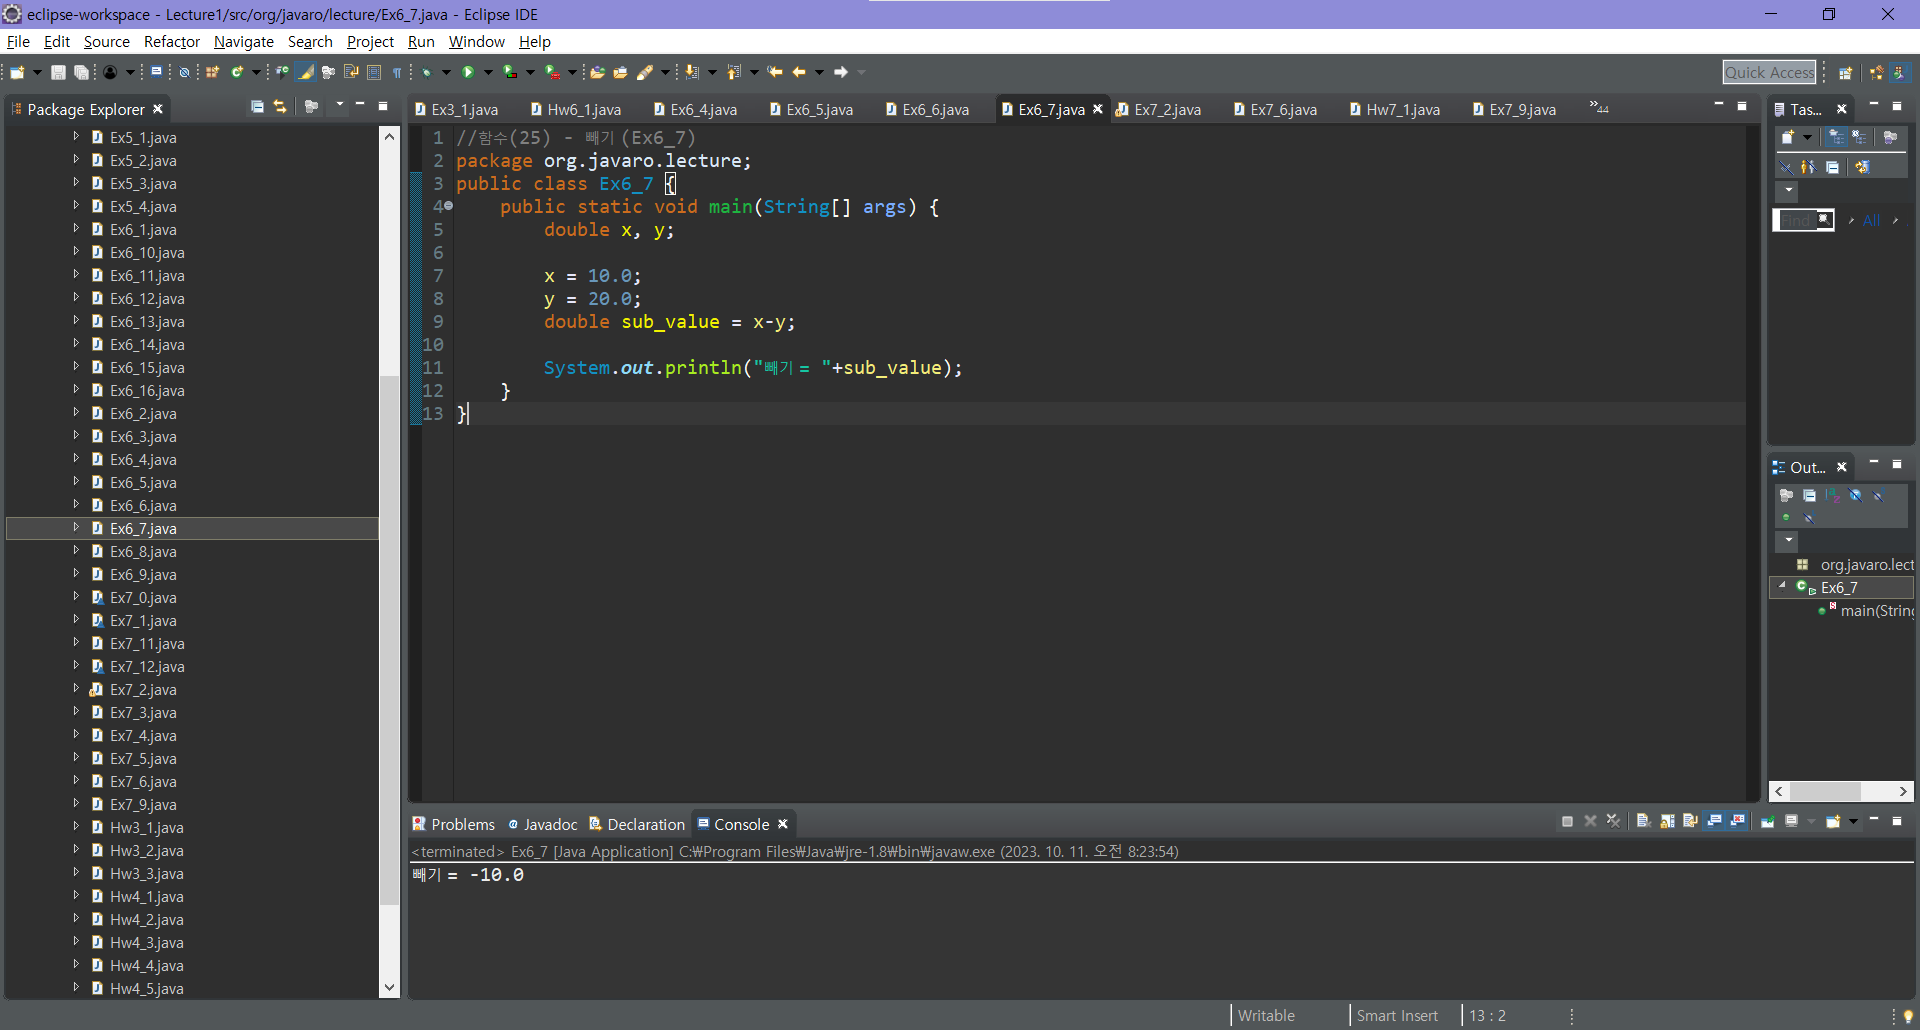 eclipse-workspace - Lecture1/src/org/javaro/lecture/Ex6_7.java - Eclipse IDE
File Edit Source Refactor Navigate Search Project Run Window Help
Quick Access
Package Explorer
Ex5_1.java
Ex5_2.java
Ex5_3.java
Ex5_4.java
Ex6_1.java
Ex6_10.java
Ex6_11.java
Ex6_12.java
Ex6_13.java
Ex6_14.java
Ex6_15.java
Ex6_16.java
Ex6_2.java
Ex6_3.java
Ex6_4.java
Ex6_5.java
Ex6_6.java
Ex6_7.java
Ex6_8.java
Ex6_9.java
Ex7_0.java
Ex7_1.java
Ex7_11.java
Ex7_12.java
Ex7_2.java
Ex7_3.java
Ex7_4.java
Ex7_5.java
Ex7_6.java
Ex7_9.java
Hw3_1.java
Hw3_2.java
Hw3_3.java
Hw4_1.java
Hw4_2.java
Hw4_3.java
Hw4_4.java
Hw4_5.java
Ex3_1.java Hw6_1.java Ex6_4.java Ex6_5.java Ex6_6.java Ex6_7.java Ex7_2.java Ex7_6.java Hw7_1.java Ex7_9.java »44
1 //함수(25) - 빼기 (Ex6_7)
2 package org.javaro.lecture;
3 public class Ex6_7 {
4 public static void main(String[] args) {
5 double x, y;
6
7 x = 10.0;
8 y = 20.0;
9 double sub_value = x-y;
10
11 System.out.println("빼기 = "+sub_value);
12 }
13 }
Tas...
Find All
Out...
org.javaro.lect
Ex6_7
main(String
Problems Javadoc Declaration Console
<terminated> Ex6_7 [Java Application] C:₩Program Files₩Java₩jre-1.8₩bin₩javaw.exe (2023. 10. 11. 오전 8:23:54)
빼기 = -10.0
Writable Smart Insert 13 : 2